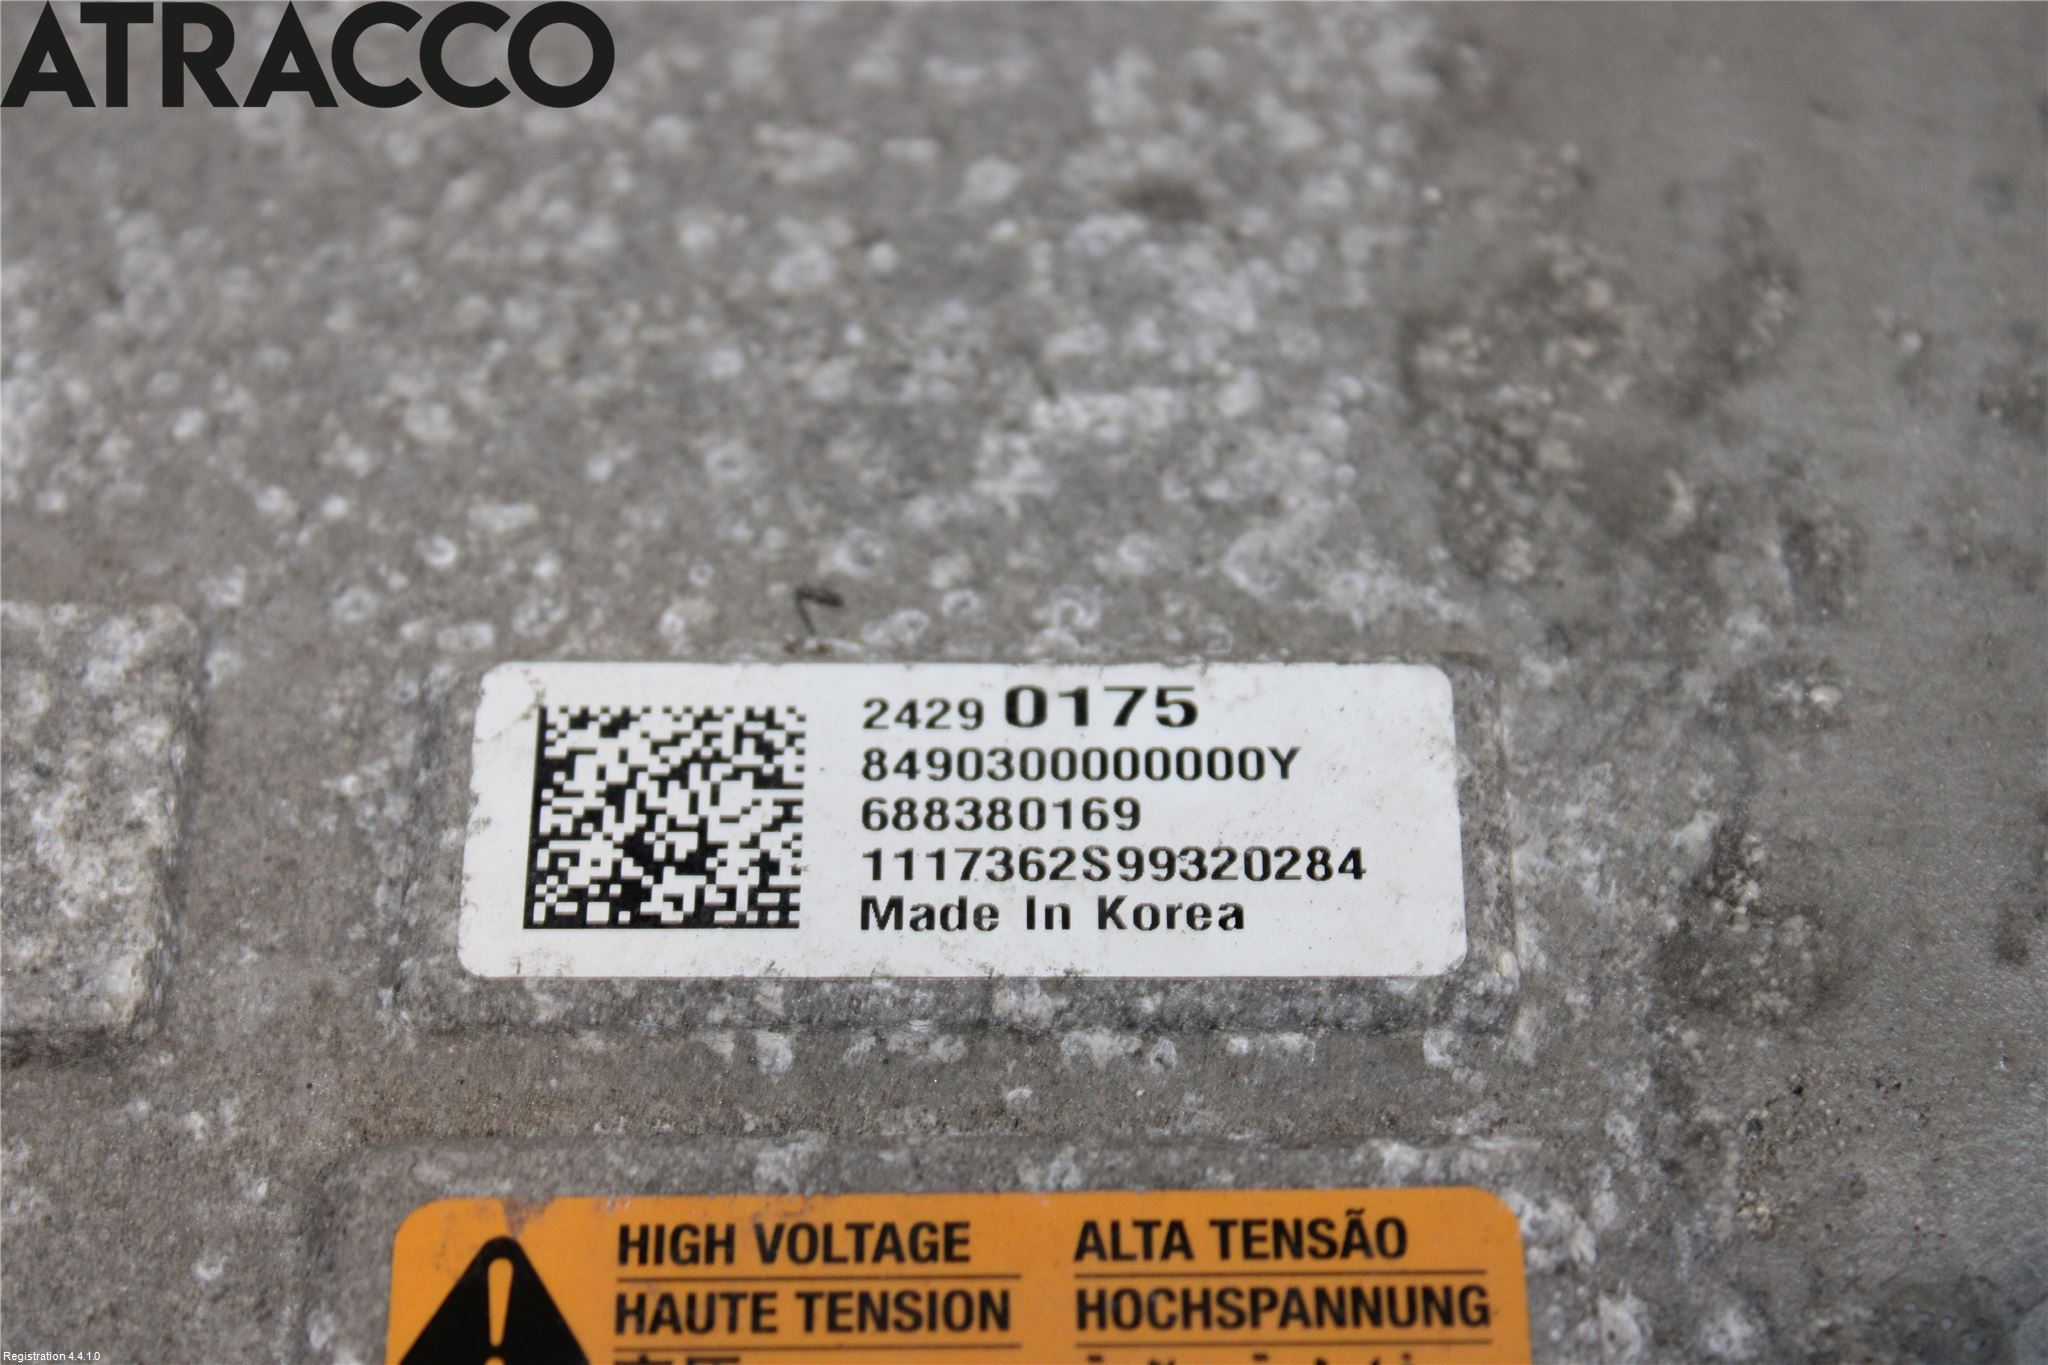 ATRACCO
2429 0175
8490300000000Y
688380169
1117362S99320284
Made In Korea
HIGH VOLTAGE
HAUTE TENSION
ALTA TENSÃO
HOCHSPANNUNG
Registration 4.4.1.0